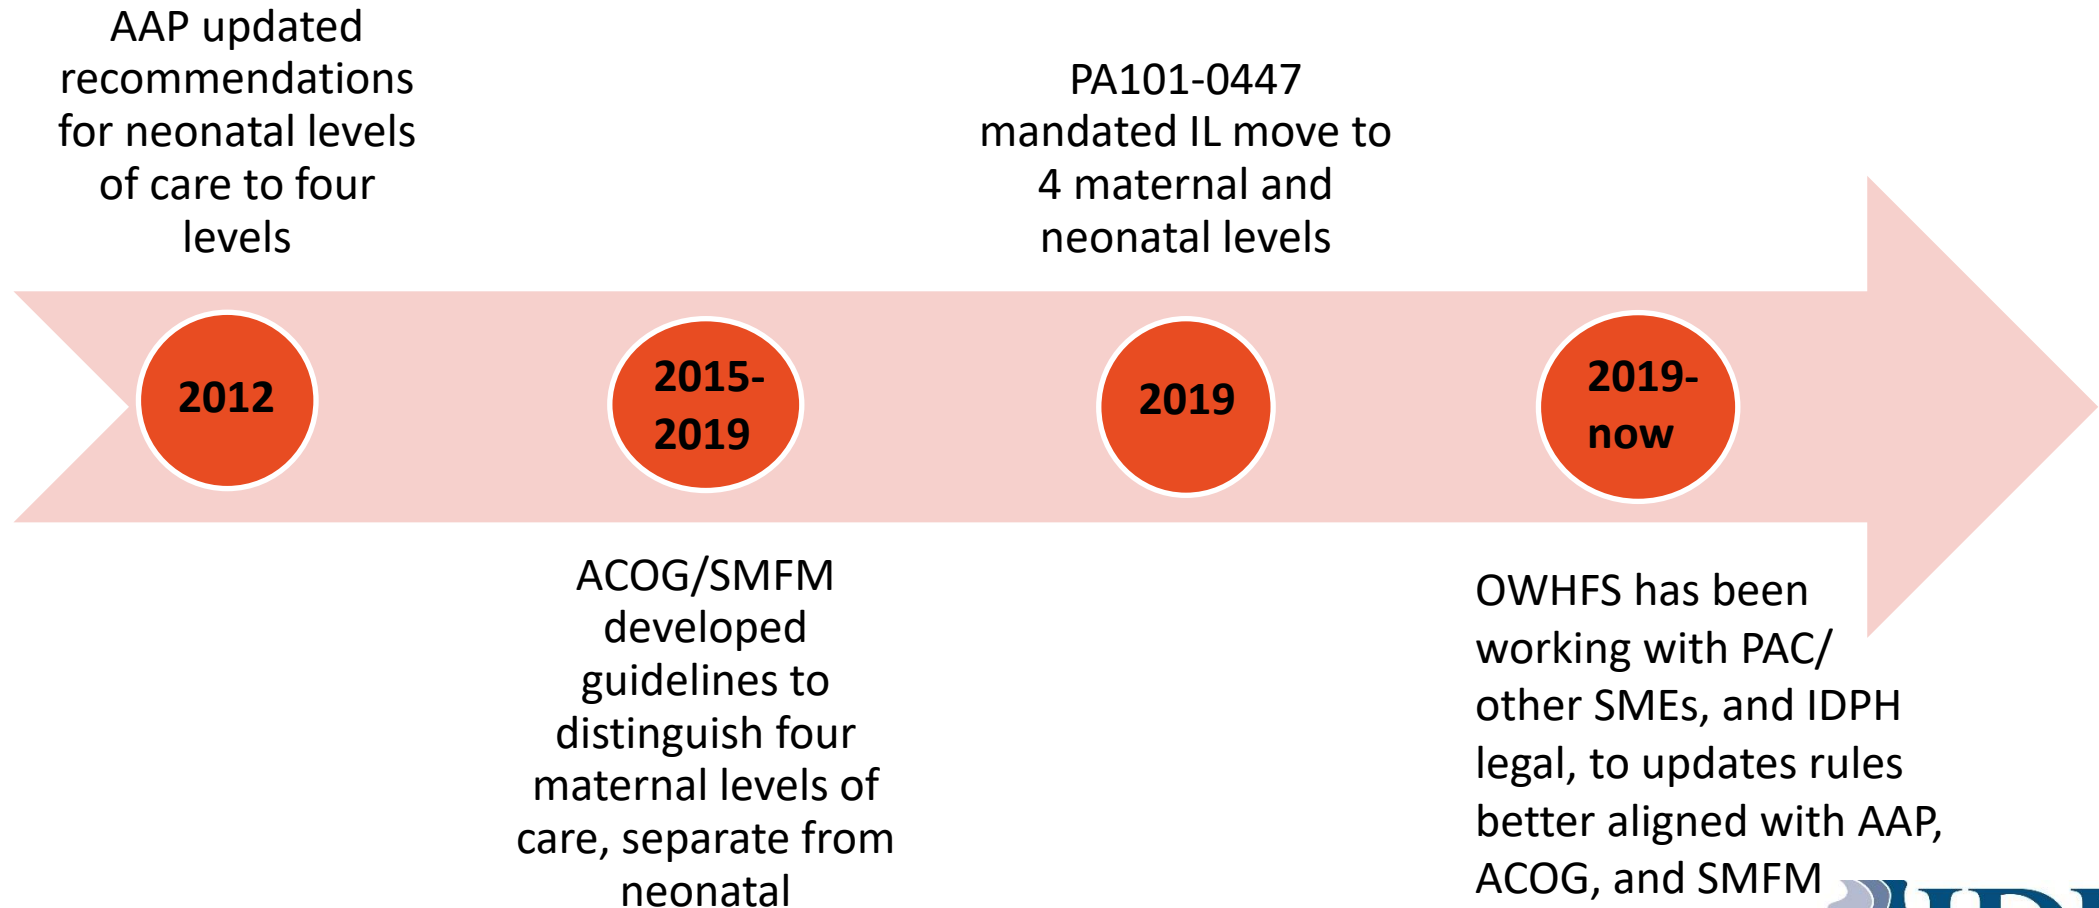 AAP updated
recommendations
for neonatal levels
of care to four
levels
PA101-0447
mandated IL move to
4 maternal and
neonatal levels
2012
2015-
2019
2019
2019-
now
ACOG/SMFM
developed
guidelines to
distinguish four
maternal levels of
care, separate from
neonatal
OWHFS has been
working with PAC/
other SMEs, and IDPH
legal, to updates rules
better aligned with AAP,
ACOG, and SMFM